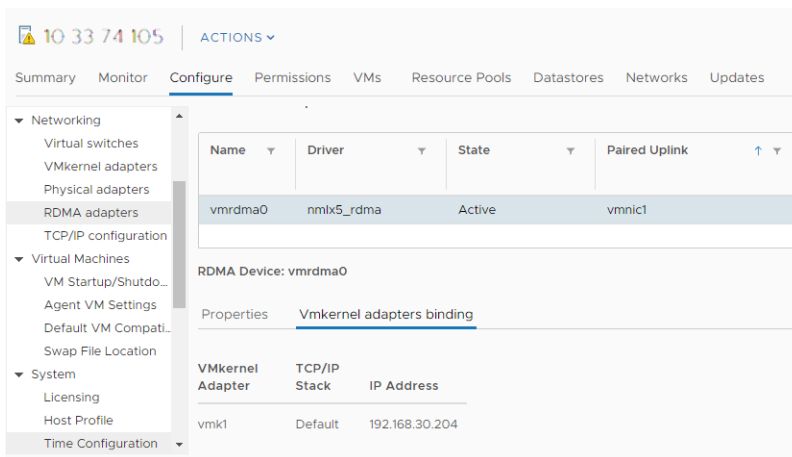 10 33 74 105 ACTIONS
Summary Monitor Configure Permissions VMs Resource Pools Datastores Networks Updates
Networking
Virtual switches
VMkernel adapters
Physical adapters
RDMA adapters
TCP/IP configuration
Virtual Machines
VM Startup/Shutdo...
Agent VM Settings
Default VM Compati...
Swap File Location
System
Licensing
Host Profile
Time Configuration
Name Driver State Paired Uplink
vmrdma0 nmlx5_rdma Active vmnic1
RDMA Device: vmrdma0
Properties Vmkernel adapters binding
VMkernel Adapter TCP/IP Stack IP Address
vmk1 Default 192.168.30.204